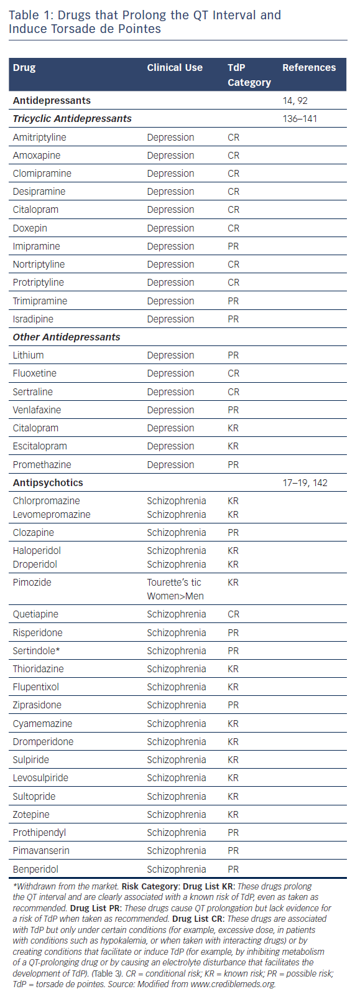 Table 1: Drugs that Prolong the QT Interval and
Induce Torsade de Pointes
Drug Clinical Use TdP References
Category
Antidepressants 14, 92
Tricyclic Antidepressants 136–141
Amitriptyline Depression CR
Amoxapine Depression CR
Clomipramine Depression CR
Desipramine Depression CR
Citalopram Depression CR
Doxepin Depression CR
Imipramine Depression PR
Nortriptyline Depression CR
Protriptyline Depression CR
Trimipramine Depression PR
Isradipine Depression PR
Other Antidepressants
Lithium Depression PR
Fluoxetine Depression CR
Sertraline Depression CR
Venlafaxine Depression PR
Citalopram Depression KR
Escitalopram Depression KR
Promethazine Depression PR
Antipsychotics 17–19, 142
Chlorpromazine Schizophrenia KR
Levomepromazine Schizophrenia KR
Clozapine Schizophrenia PR
Haloperidol Schizophrenia KR
Droperidol Schizophrenia KR
Pimozide Tourette’s tic KR
Women>Men
Quetiapine Schizophrenia CR
Risperidone Schizophrenia PR
Sertindole* Schizophrenia PR
Thioridazine Schizophrenia KR
Flupentixol Schizophrenia KR
Ziprasidone Schizophrenia PR
Cyamemazine Schizophrenia KR
Dromperidone Schizophrenia KR
Sulpiride Schizophrenia KR
Levosulpiride Schizophrenia KR
Sultopride Schizophrenia KR
Zotepine Schizophrenia KR
Prothipendyl Schizophrenia PR
Pimavanserin Schizophrenia PR
Benperidol Schizophrenia PR
*Withdrawn from the market. Risk Category: Drug List KR: These drugs prolong
the QT interval and are clearly associated with a known risk of TdP, even as taken as
recommended. Drug List PR: These drugs cause QT prolongation but lack evidence for
a risk of TdP when taken as recommended. Drug List CR: These drugs are associated
with TdP but only under certain conditions (for example, excessive dose, in patients
with conditions such as hypokalemia, or when taken with interacting drugs) or by
creating conditions that facilitate or induce TdP (for example, by inhibiting metabolism
of a QT-prolonging drug or by causing an electrolyte disturbance that facilitates the
development of TdP). (Table 3). CR = conditional risk; KR = known risk; PR = possible risk;
TdP = torsade de pointes. Source: Modified from www.crediblemeds.org.